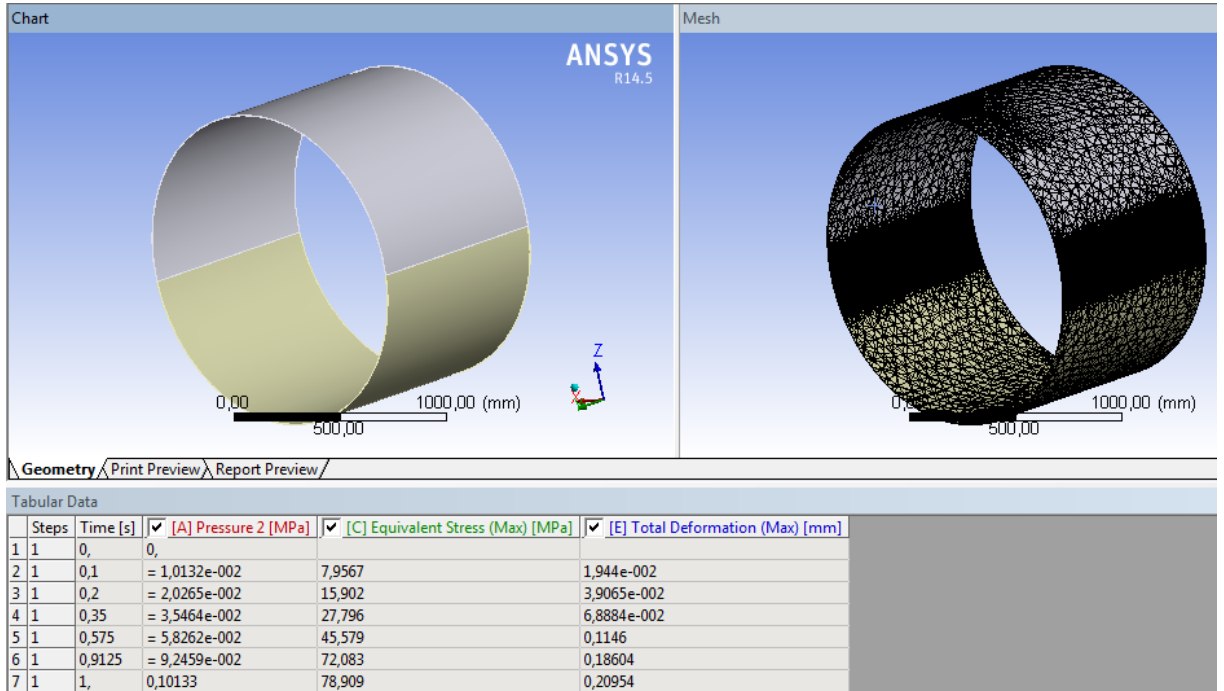 Chart
Mesh
ANSYS
R14.5
Z
X
0,00 1000,00 (mm)
500,00
1000,00 (mm)
500,00
Geometry Print Preview Report Preview
Tabular Data
Steps Time [s] [A] Pressure 2 [MPa] [C] Equivalent Stress (Max) [MPa] [E] Total Deformation (Max) [mm]
1 1 0, 0,
2 1 0,1 = 1,0132e-002 7,9567 1,944e-002
3 1 0,2 = 2,0265e-002 15,902 3,9065e-002
4 1 0,35 = 3,5464e-002 27,796 6,8884e-002
5 1 0,575 = 5,8262e-002 45,579 0,1146
6 1 0,9125 = 9,2459e-002 72,083 0,18604
7 1 1, 0,10133 78,909 0,20954